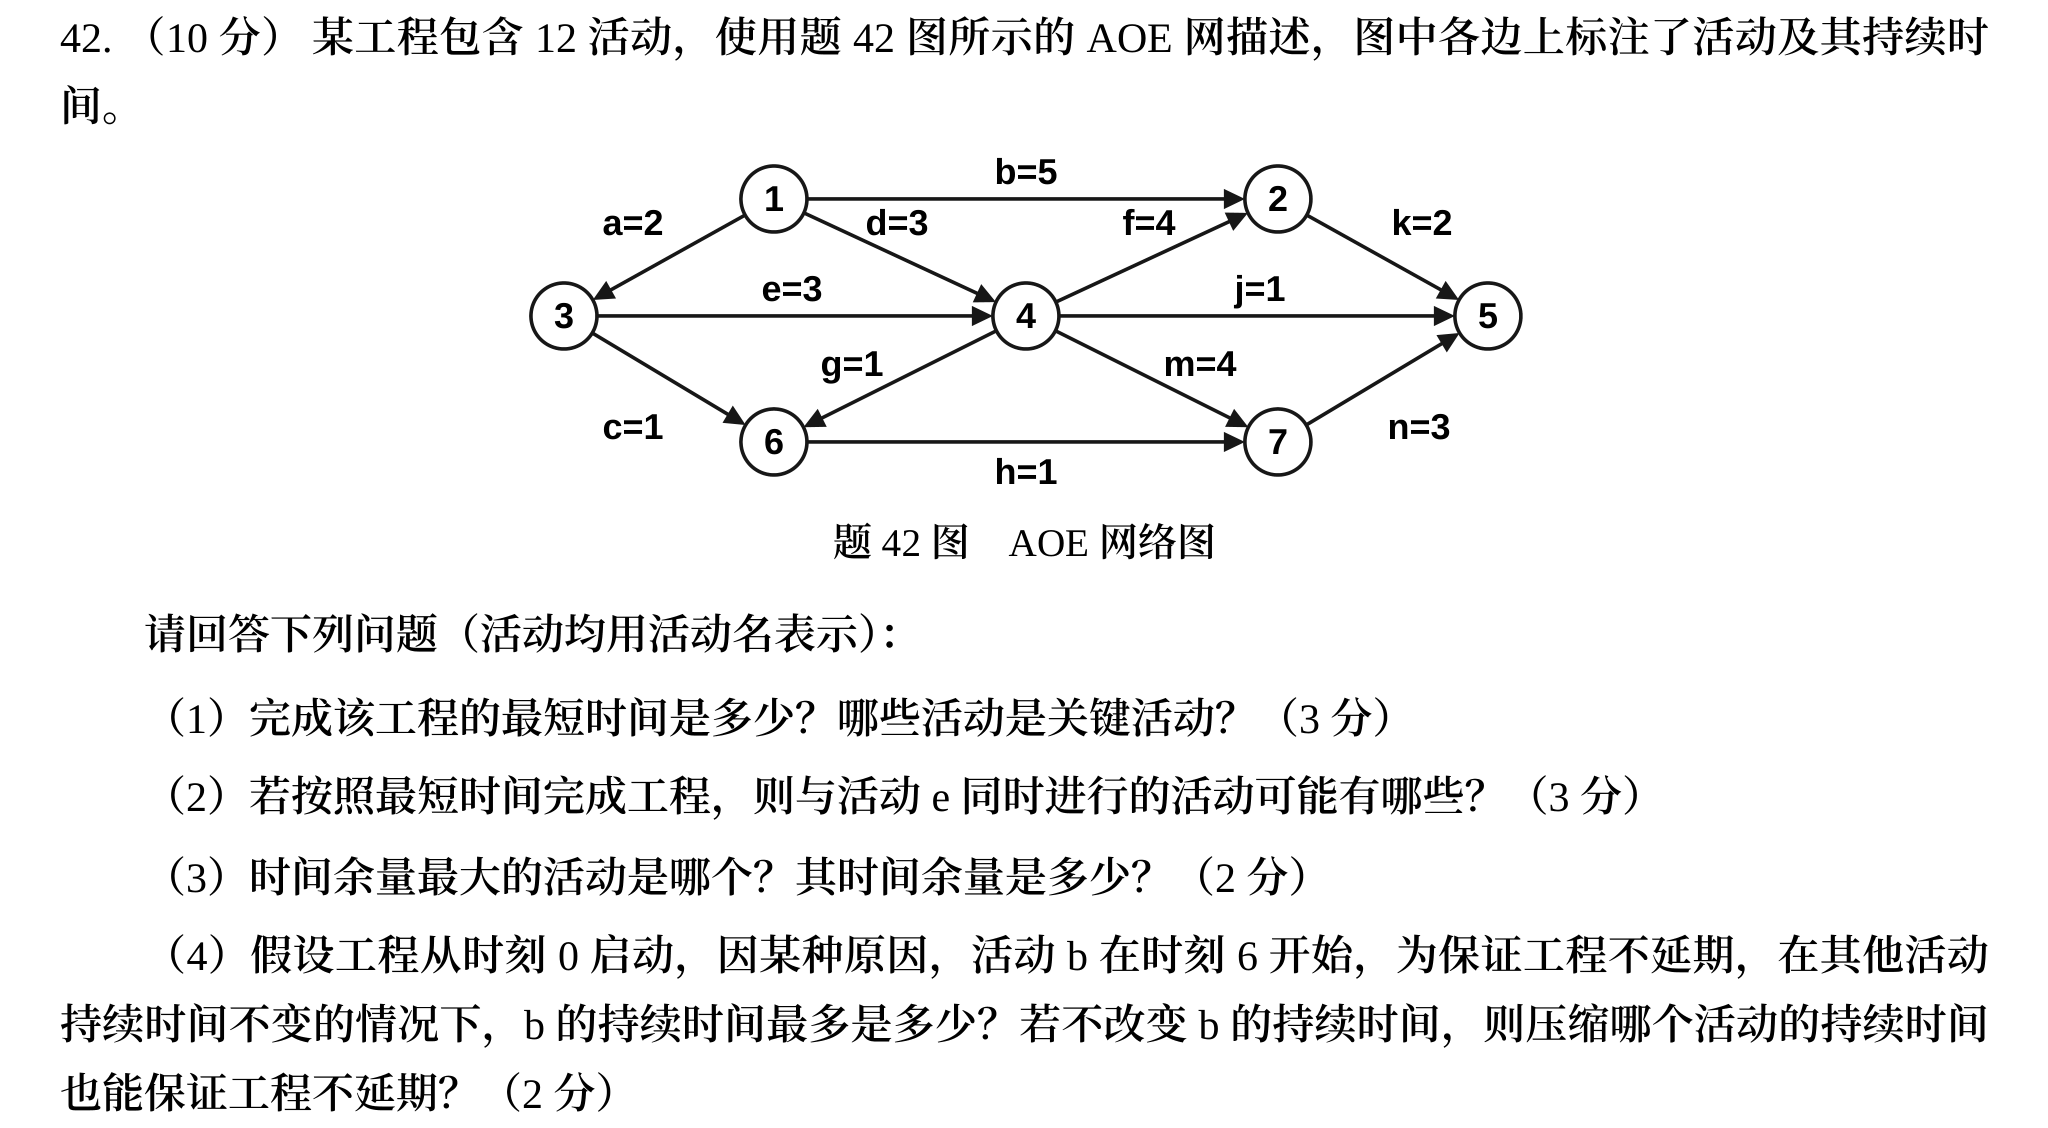 42. （10 分） 某工程包含 12 活动，使用题 42 图所示的 AOE 网描述，图中各边上标注了活动及其持续时
间。
b=5
1
2
a=2
d=3
f=4
k=2
e=3
j=1
3
4
5
g=1
m=4
c=1
n=3
6
7
h=1
题 42 图 AOE 网络图
请回答下列问题（活动均用活动名表示）：
（1）完成该工程的最短时间是多少？哪些活动是关键活动？（3 分）
（2）若按照最短时间完成工程，则与活动 e 同时进行的活动可能有哪些？（3 分）
（3）时间余量最大的活动是哪个？其时间余量是多少？（2 分）
（4）假设工程从时刻 0 启动，因某种原因，活动 b 在时刻 6 开始，为保证工程不延期，在其他活动
持续时间不变的情况下，b 的持续时间最多是多少？若不改变 b 的持续时间，则压缩哪个活动的持续时间
也能保证工程不延期？（2 分）